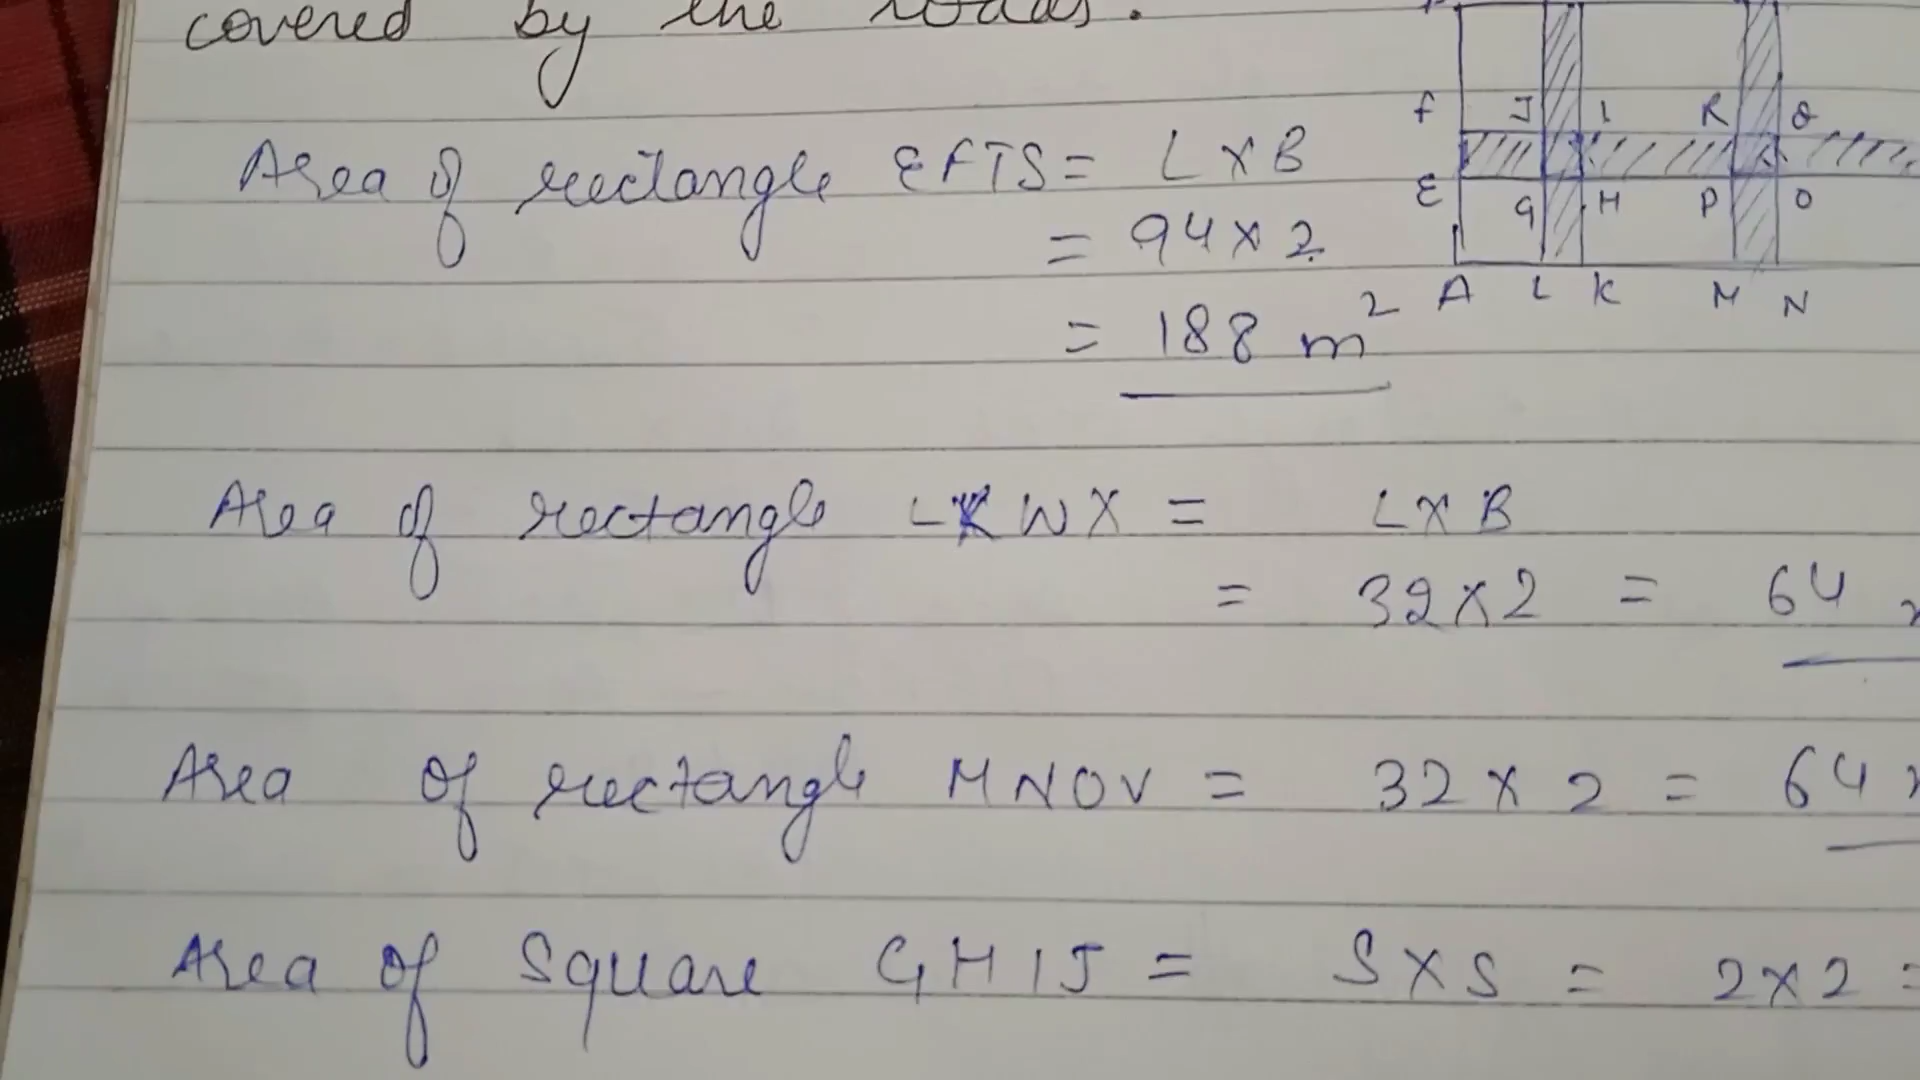 covered by the roads.
Area of rectangle EFTS = L X B
= 94 x 2
= 188 m²
f J I R Q
E G H P O
A L K M N
Area of rectangle LKWX = L X B
= 32 x 2 = 64
Area of rectangle MNOV = 32 x 2 = 64
Area of Square GHIJ = S X S = 2 x 2 =